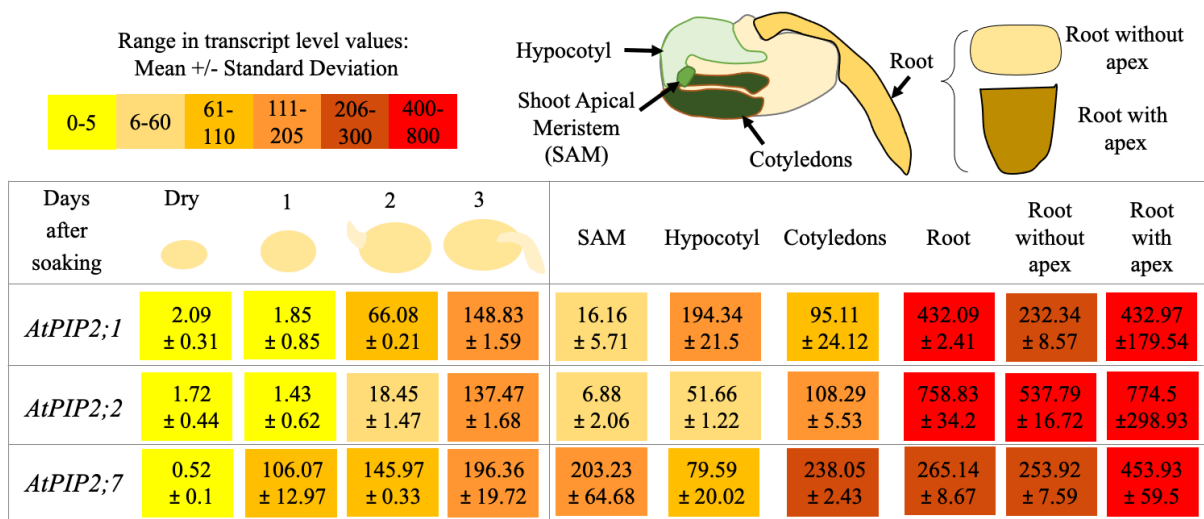 Range in transcript level values:
Mean +/- Standard Deviation
0-5 6-60 61-110 111-205 206-300 400-800
Hypocotyl
Shoot Apical
Meristem
(SAM)
Cotyledons
Root
Root without
apex
Root with
apex
Days
after
soaking
Dry 1 2 3
SAM Hypocotyl Cotyledons Root
Root
without
apex
Root
with
apex
AtPIP2;1
2.09 1.85 66.08 148.83 16.16 194.34 95.11 432.09 232.34 432.97
± 0.31 ± 0.85 ± 0.21 ± 1.59 ± 5.71 ± 21.5 ± 24.12 ± 2.41 ± 8.57 ±179.54
AtPIP2;2
1.72 1.43 18.45 137.47 6.88 51.66 108.29 758.83 537.79 774.5
± 0.44 ± 0.62 ± 1.47 ± 1.68 ± 2.06 ± 1.22 ± 5.53 ± 34.2 ± 16.72 ±298.93
AtPIP2;7
0.52 106.07 145.97 196.36 203.23 79.59 238.05 265.14 253.92 453.93
± 0.1 ± 12.97 ± 0.33 ± 19.72 ± 64.68 ± 20.02 ± 2.43 ± 8.67 ± 7.59 ± 59.5